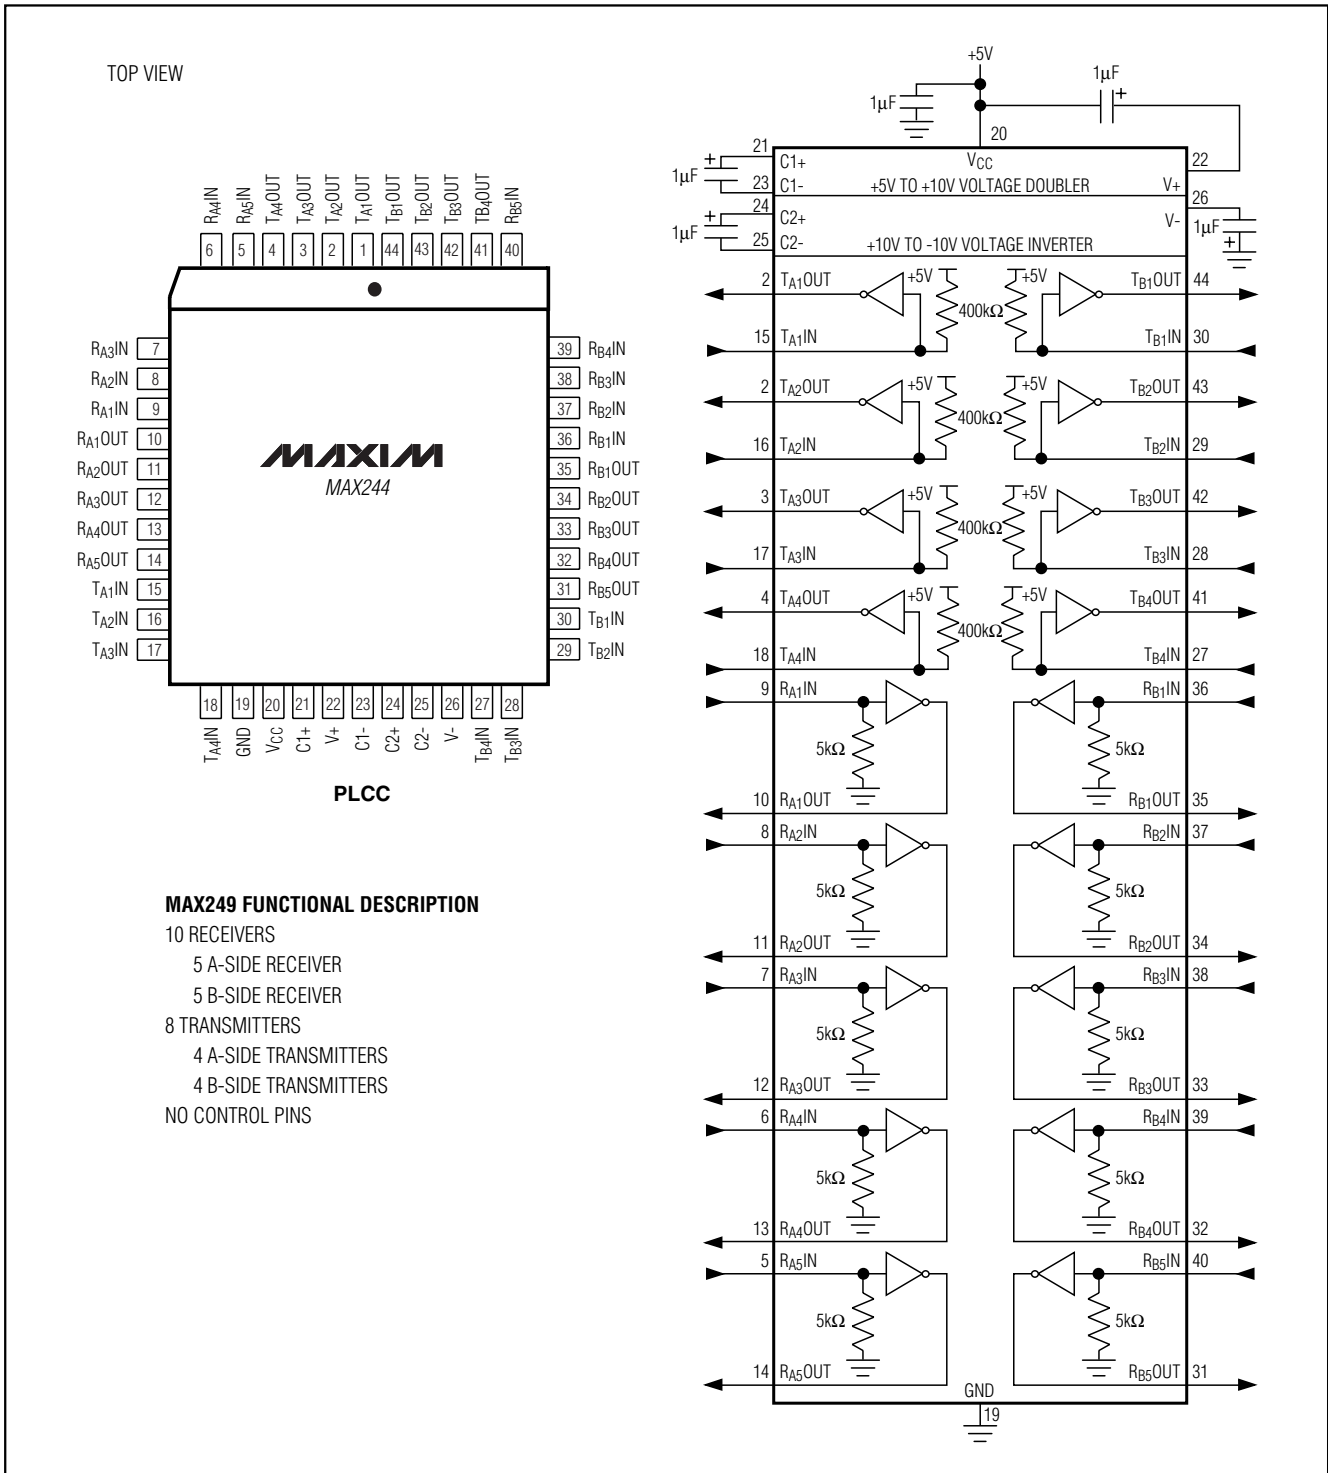 TOP VIEW
RA4IN
RA5IN
TA4OUT
TA3OUT
TA2OUT
TA1OUT
TB1OUT
TB2OUT
TB3OUT
TB4OUT
RB5IN
6 5 4 3 2 1 44 43 42 41 40
RA3IN 7
RA2IN 8
RA1IN 9
RA1OUT 10
RA2OUT 11
RA3OUT 12
RA4OUT 13
RA5OUT 14
TA1IN 15
TA2IN 16
TA3IN 17
MAXIM
MAX244
39 RB4IN
38 RB3IN
37 RB2IN
36 RB1IN
35 RB1OUT
34 RB2OUT
33 RB3OUT
32 RB4OUT
31 RB5OUT
30 TB1IN
29 TB2IN
18 19 20 21 22 23 24 25 26 27 28
TA4IN
GND
VCC
C1+
V+
C1-
C2+
C2-
V-
TB4IN
TB3IN
PLCC
MAX249 FUNCTIONAL DESCRIPTION
10 RECEIVERS
5 A-SIDE RECEIVER
5 B-SIDE RECEIVER
8 TRANSMITTERS
4 A-SIDE TRANSMITTERS
4 B-SIDE TRANSMITTERS
NO CONTROL PINS
+5V
1µF
1µF +
20
21 C1+ VCC 22
+
1µF
23 C1- +5V TO +10V VOLTAGE DOUBLER V+
24 C2+ 26
+
1µF V- 1µF
25 C2- +10V TO -10V VOLTAGE INVERTER +
2 TA1OUT +5V +5V TB1OUT 44
400kΩ
15 TA1IN TB1IN 30
2 TA2OUT +5V +5V TB2OUT 43
400kΩ
16 TA2IN TB2IN 29
3 TA3OUT +5V +5V TB3OUT 42
400kΩ
17 TA3IN TB3IN 28
4 TA4OUT +5V +5V TB4OUT 41
400kΩ
18 TA4IN TB4IN 27
9 RA1IN RB1IN 36
5kΩ 5kΩ
10 RA1OUT RB1OUT 35
8 RA2IN RB2IN 37
5kΩ 5kΩ
11 RA2OUT RB2OUT 34
7 RA3IN RB3IN 38
5kΩ 5kΩ
12 RA3OUT RB3OUT 33
6 RA4IN RB4IN 39
5kΩ 5kΩ
13 RA4OUT RB4OUT 32
5 RA5IN RB5IN 40
5kΩ 5kΩ
14 RA5OUT RB5OUT 31
GND
19